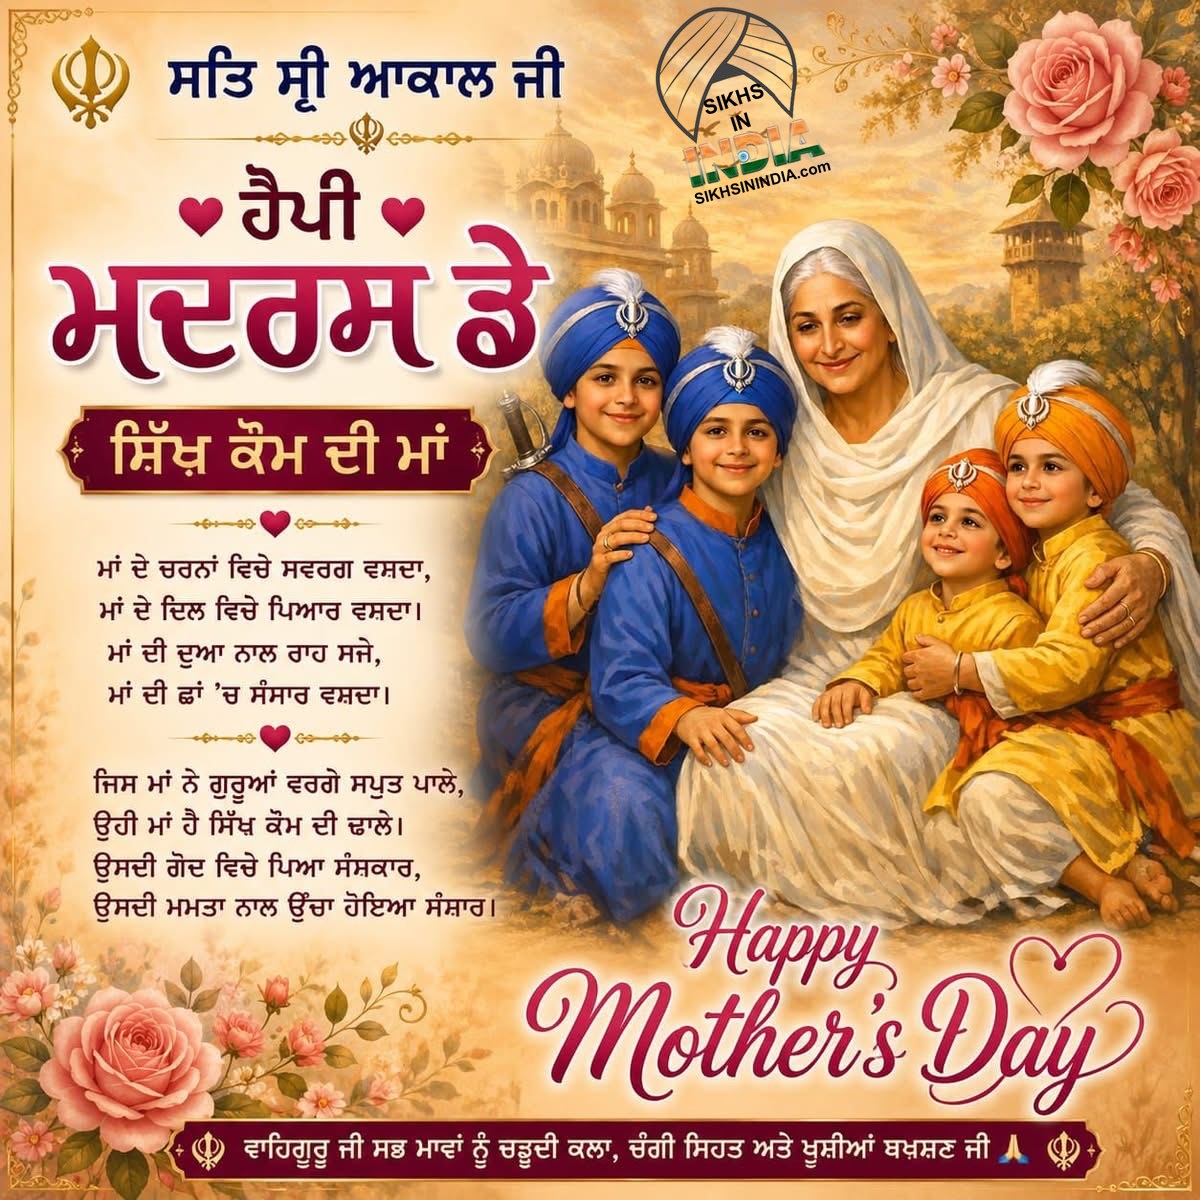 ਸਤਿ ਸ੍ਰੀ ਆਕਾਲ ਜੀ
SIKHS
IN
INDIA
SIKHSININDIA.com
ਹੈਪੀ
ਮਦਰਸ ਡੇ
ਸ਼ਿੱਖ਼ ਕੌਮ ਦੀ ਮਾਂ
ਮਾਂ ਦੇ ਚਰਨਾਂ ਵਿਚੇ ਸਵਰਗ ਵਸ਼ਦਾ,
ਮਾਂ ਦੇ ਦਿਲ ਵਿਚੇ ਪਿਆਰ ਵਸ਼ਦਾ।
ਮਾਂ ਦੀ ਦੁਆ ਨਾਲ ਰਾਹ ਸਜੇ,
ਮਾਂ ਦੀ ਛਾਂ ’ਚ ਸੰਸਾਰ ਵਸ਼ਦਾ।
ਜਿਸ ਮਾਂ ਨੇ ਗੁਰੂਆਂ ਵਰਗੇ ਸਪੁਤ ਪਾਲੇ,
ਉਹੀ ਮਾਂ ਹੈ ਸਿੱਖ਼ ਕੌਮ ਦੀ ਢਾਲੇ।
ਉਸਦੀ ਗੋਦ ਵਿਚੇ ਪਿਆ ਸੰਸ਼ਕਾਰ,
ਉਸਦੀ ਮਮਤਾ ਨਾਲ ਉੱਚਾ ਹੋਇਆ ਸੰਸ਼ਾਰ।
Happy
Mother's Day
ਵਾਹਿਗੂਰੂ ਜੀ ਸਭ ਮਾਵਾਂ ਨੂੰ ਚੜ੍ਹਦੀ ਕਲਾ, ਚੰਗੀ ਸਿਹਤ ਅਤੇ ਖੂਸ਼ੀਆਂ ਬਖ਼ਸ਼ਣ ਜੀ 🙏